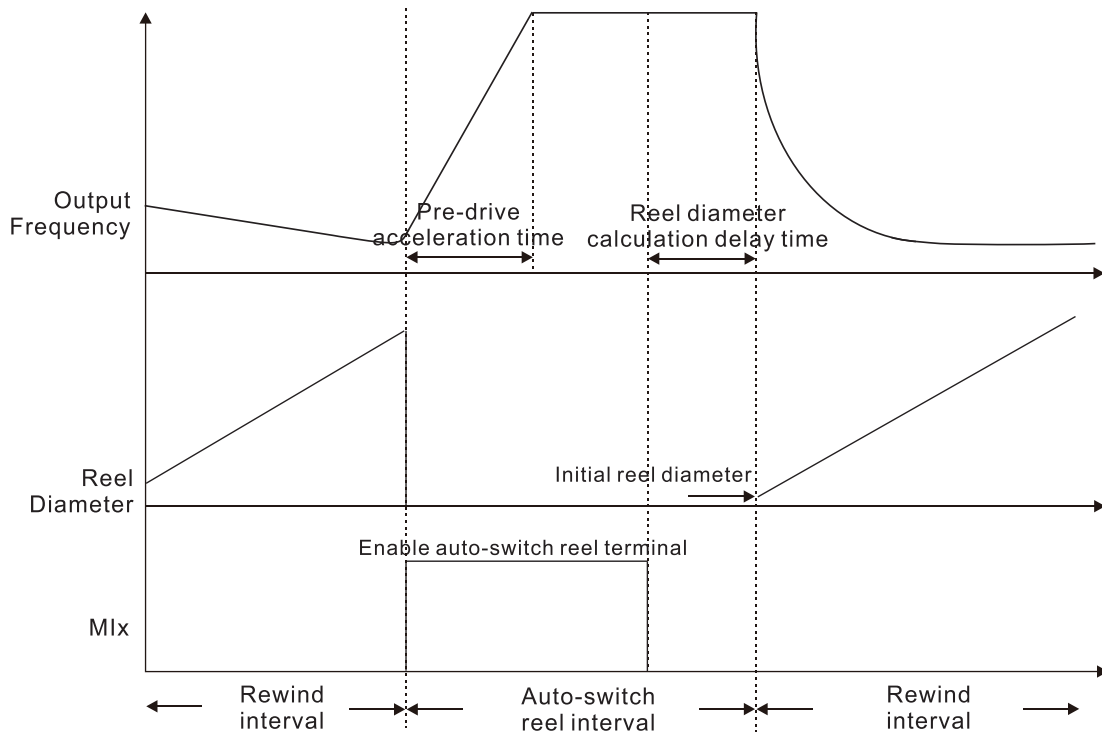 Output
Frequency
Pre-drive
acceleration time
Reel diameter
calculation delay time
Reel
Diameter
Initial reel diameter
Enable auto-switch reel terminal
MIx
Rewind
interval
Auto-switch
reel interval
Rewind
interval